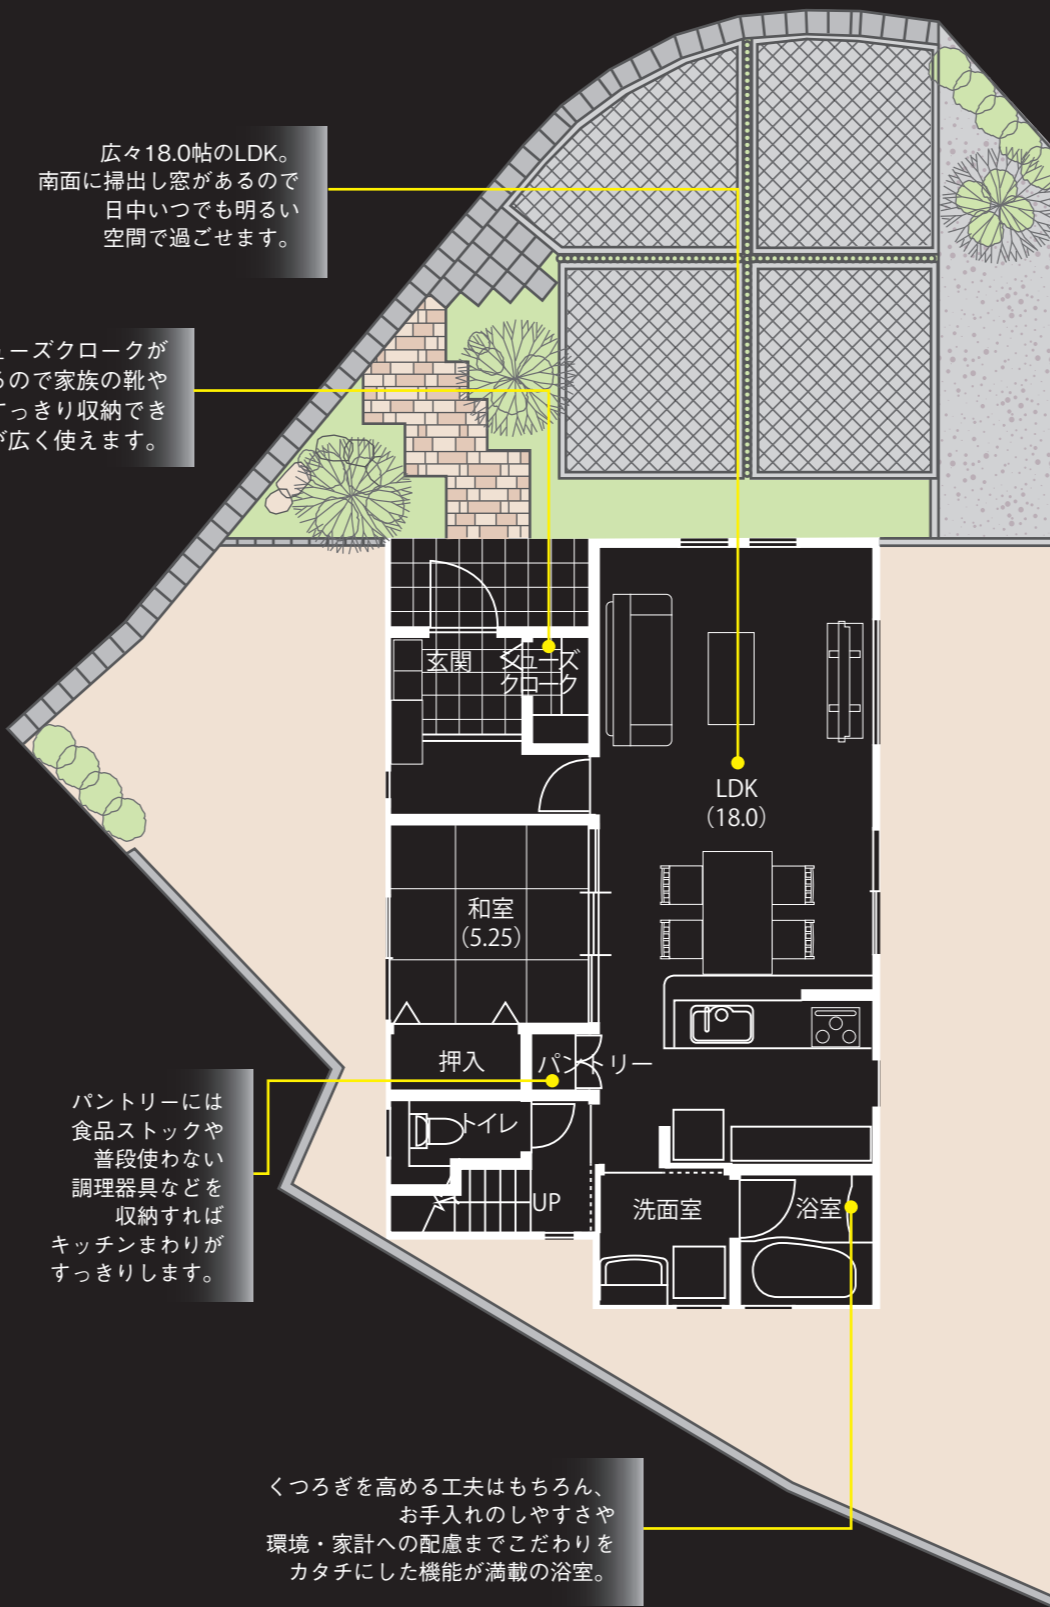 広々18.0帖のLDK。
南面に掃出し窓があるので
日中いつでも明るい
空間で過ごせます。
ューズクロークが
るので家族の靴や
すっきり収納でき
が広く使えます。
玄関
シューズ
クローク
LDK
（18.0）
和室
（5.25）
押入
パントリー
トイレ
UP
洗面室
浴室
パントリーには
食品ストックや
普段使わない
調理器具などを
収納すれば
キッチンまわりが
すっきりします。
くつろぎを高める工夫はもちろん、
お手入れのしやすさや
環境・家計への配慮までこだわりを
カタチにした機能が満載の浴室。